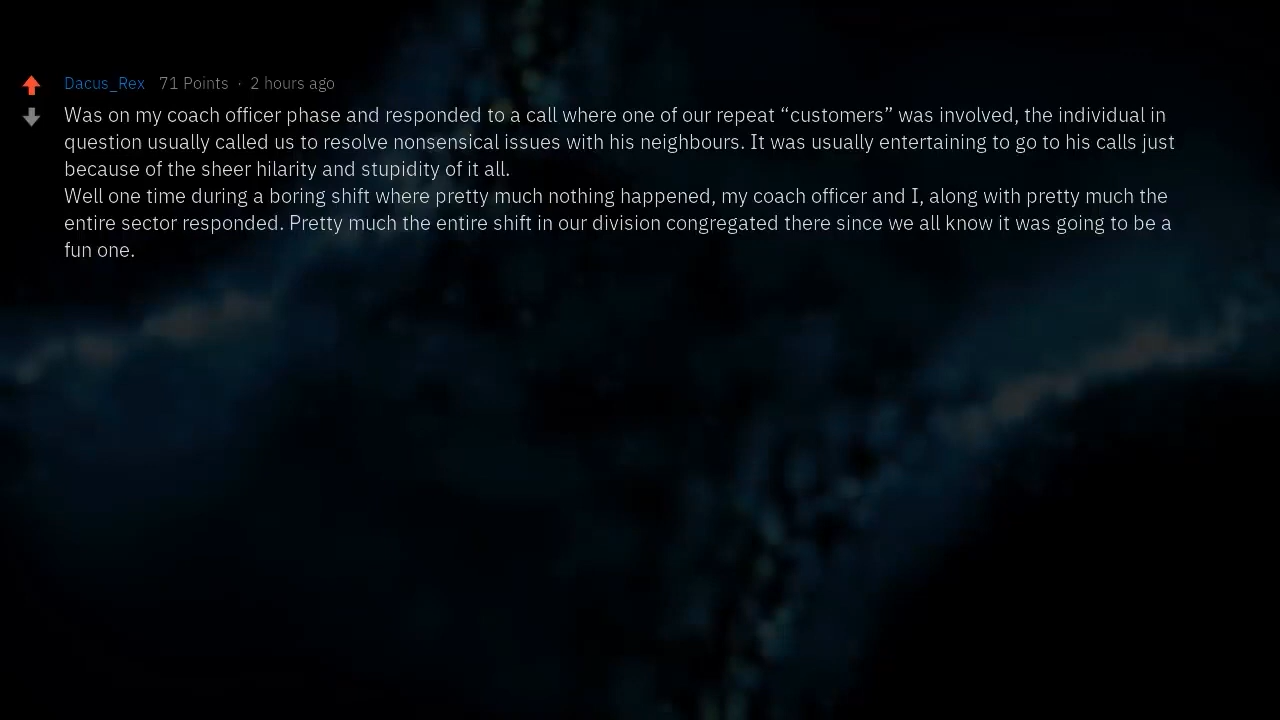 Dacus_Rex 71 Points · 2 hours ago
Was on my coach officer phase and responded to a call where one of our repeat “customers” was involved, the individual in
question usually called us to resolve nonsensical issues with his neighbours. It was usually entertaining to go to his calls just
because of the sheer hilarity and stupidity of it all.
Well one time during a boring shift where pretty much nothing happened, my coach officer and I, along with pretty much the
entire sector responded. Pretty much the entire shift in our division congregated there since we all know it was going to be a
fun one.